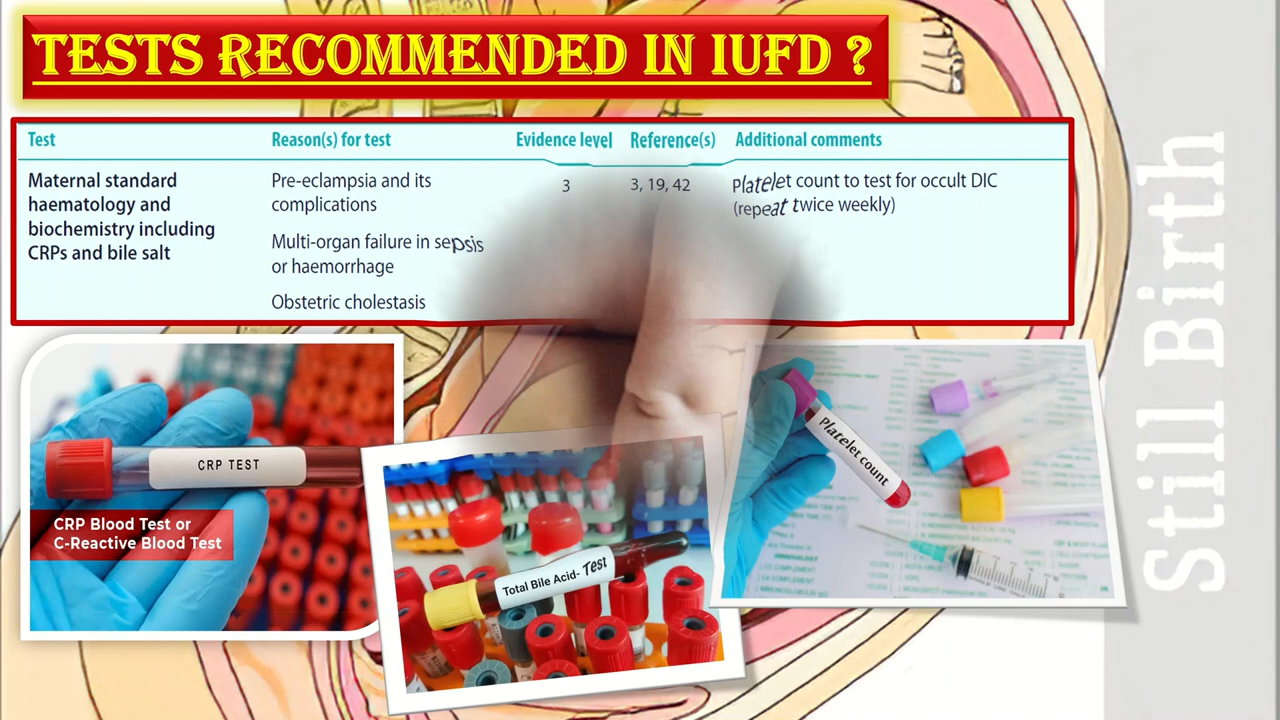 TESTS RECOMMENDED IN IUFD ?
Test Reason(s) for test Evidence level Reference(s) Additional comments
Maternal standard
haematology and
biochemistry including
CRPs and bile salt
Pre-eclampsia and its
complications
Multi-organ failure in sepsis
or haemorrhage
Obstetric cholestasis
3
3, 19, 42
Platelet count to test for occult DIC
(repeat twice weekly)
Still Birth
CRP TEST
CRP Blood Test or
C-Reactive Blood Test
Total Bile Acid- Test
Platelet count